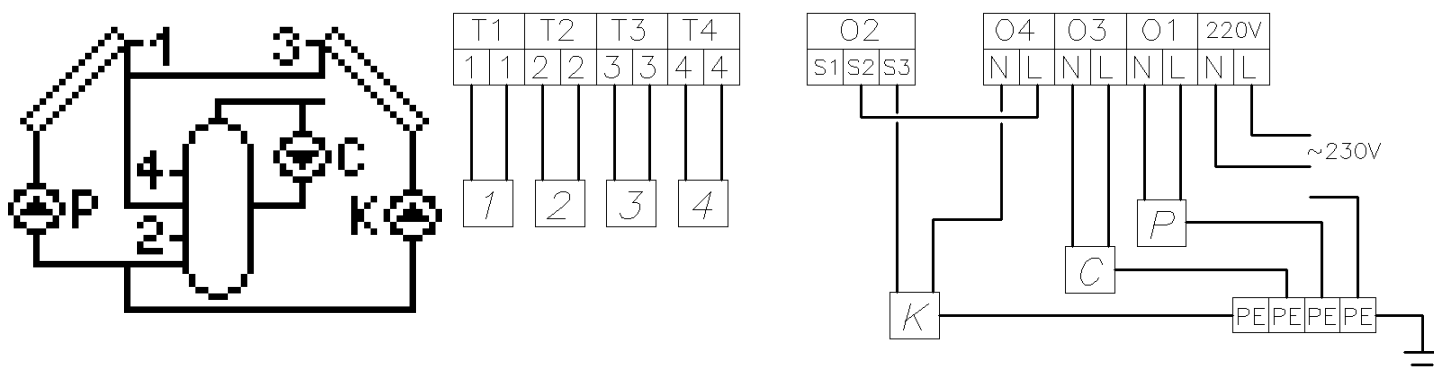 1 3 T1 T2 T3 T4 O2 O4 O3 O1 220V
1 1 2 2 3 3 4 4 S1 S2 S3 N L N L N L N L
4 C ~230V
P K 1 2 3 4 P
2 C
K PE PE PE PE